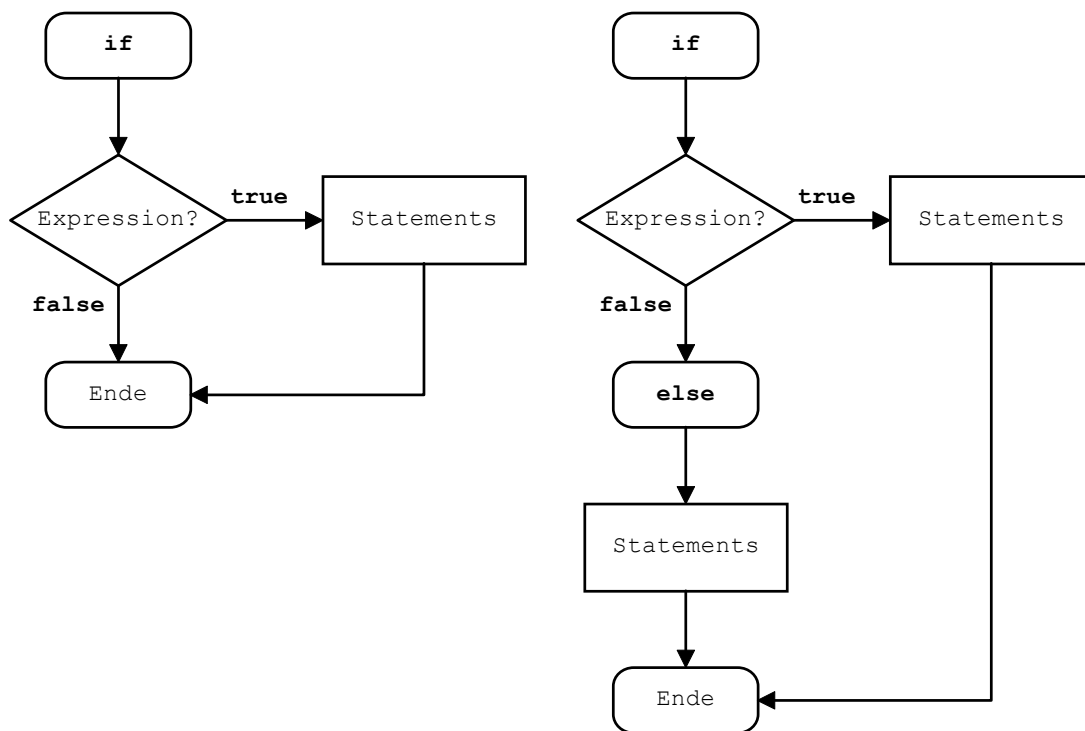 if
Expression?
true
Statements
false
Ende
if
Expression?
true
Statements
false
else
Statements
Ende